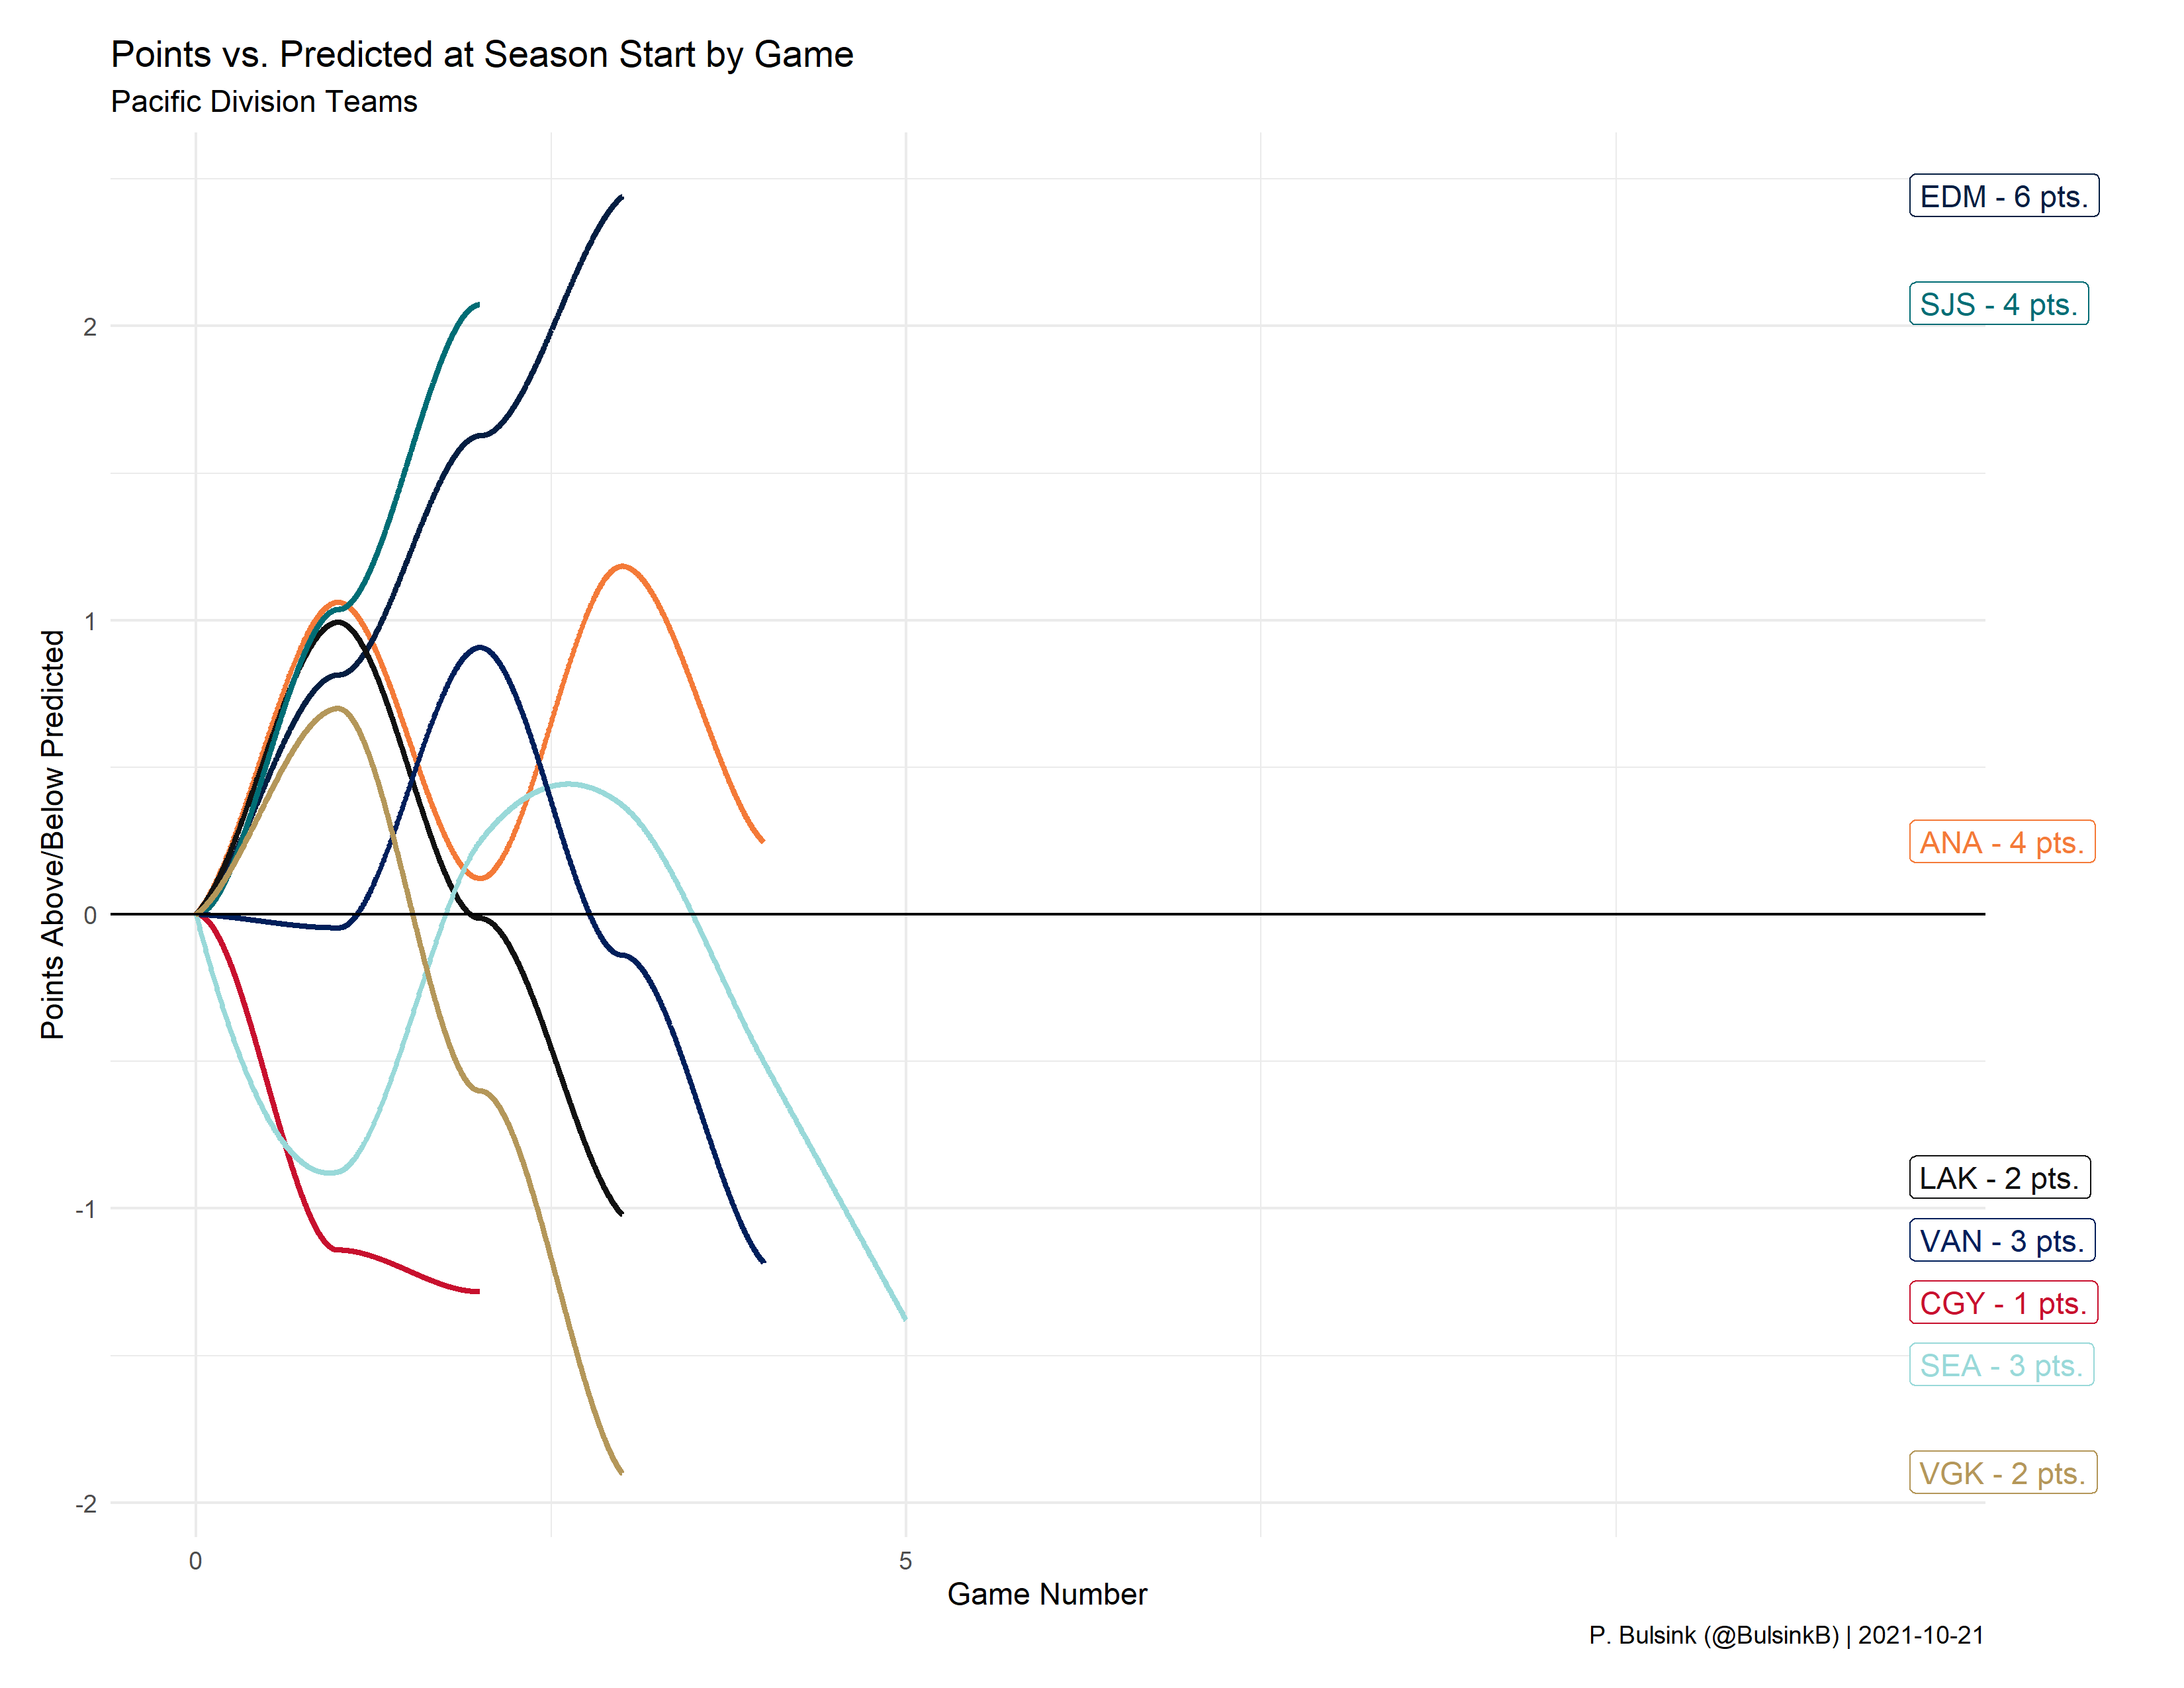 Points vs. Predicted at Season Start by Game
Pacific Division Teams
Points Above/Below Predicted
2
1
0
-1
-2
EDM - 6 pts.
SJS - 4 pts.
ANA - 4 pts.
LAK - 2 pts.
VAN - 3 pts.
CGY - 1 pts.
SEA - 3 pts.
VGK - 2 pts.
0 5
Game Number
P. Bulsink (@BulsinkB) | 2021-10-21